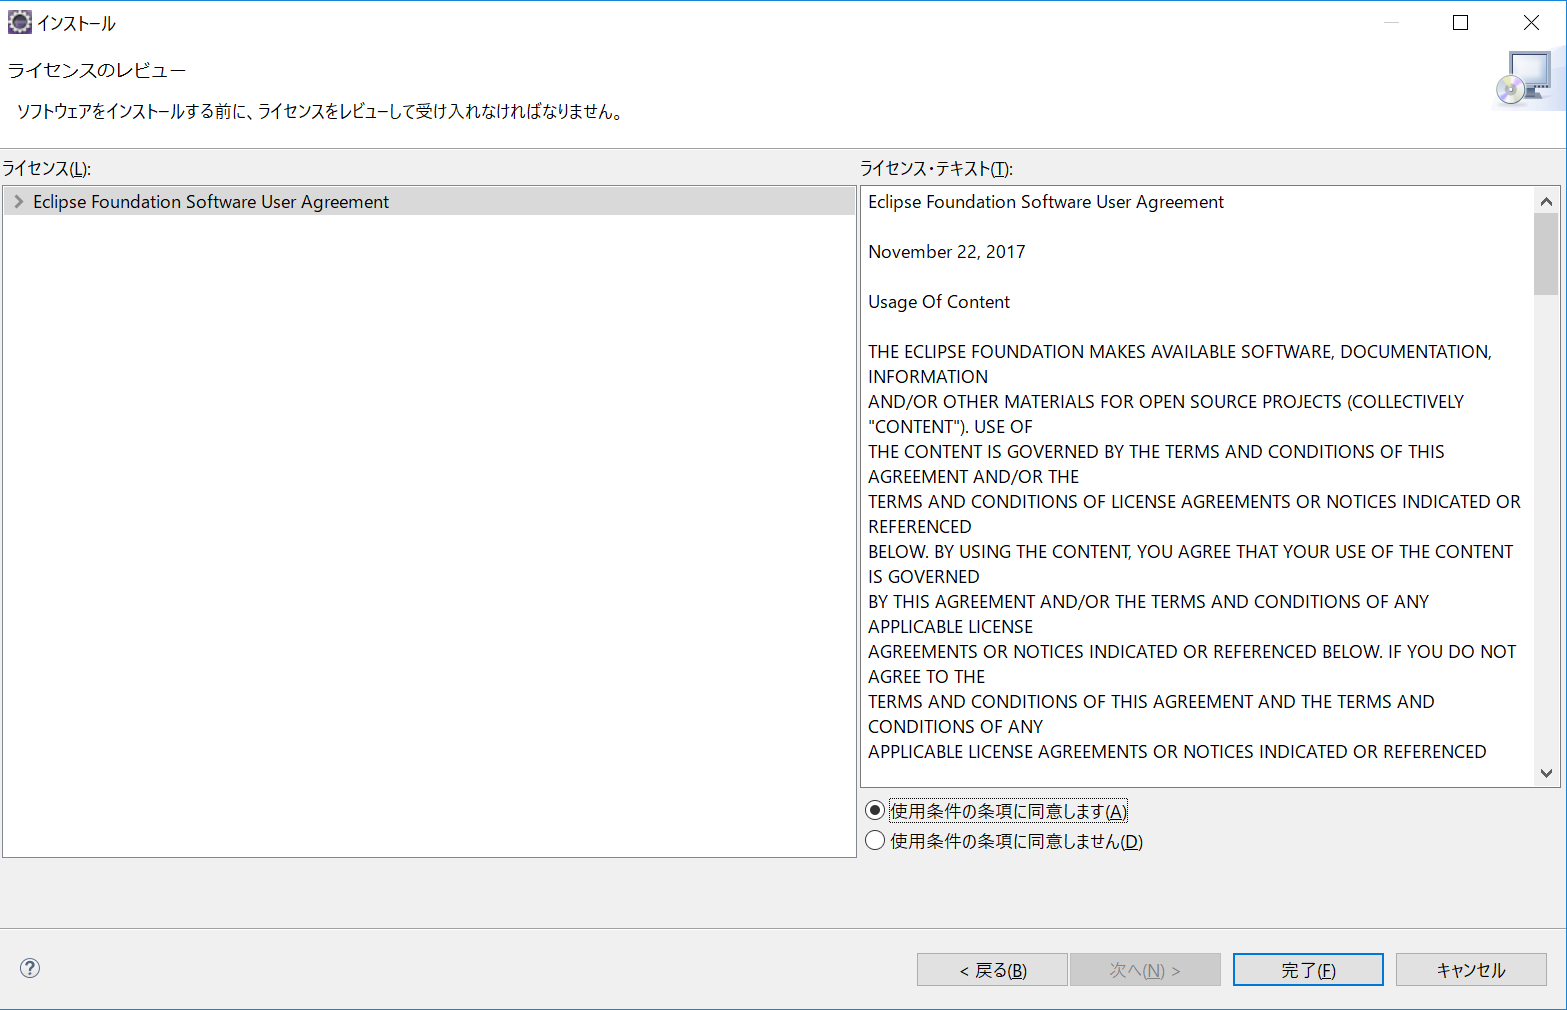 インストール
ライセンスのレビュー
ソフトウェアをインストールする前に、ライセンスをレビューして受け入れなければなりません。
ライセンス(L):
Eclipse Foundation Software User Agreement
ライセンス・テキスト(T):
Eclipse Foundation Software User Agreement
November 22, 2017
Usage Of Content
THE ECLIPSE FOUNDATION MAKES AVAILABLE SOFTWARE, DOCUMENTATION,
INFORMATION
AND/OR OTHER MATERIALS FOR OPEN SOURCE PROJECTS (COLLECTIVELY
"CONTENT"). USE OF
THE CONTENT IS GOVERNED BY THE TERMS AND CONDITIONS OF THIS
AGREEMENT AND/OR THE
TERMS AND CONDITIONS OF LICENSE AGREEMENTS OR NOTICES INDICATED OR
REFERENCED
BELOW. BY USING THE CONTENT, YOU AGREE THAT YOUR USE OF THE CONTENT
IS GOVERNED
BY THIS AGREEMENT AND/OR THE TERMS AND CONDITIONS OF ANY
APPLICABLE LICENSE
AGREEMENTS OR NOTICES INDICATED OR REFERENCED BELOW. IF YOU DO NOT
AGREE TO THE
TERMS AND CONDITIONS OF THIS AGREEMENT AND THE TERMS AND
CONDITIONS OF ANY
APPLICABLE LICENSE AGREEMENTS OR NOTICES INDICATED OR REFERENCED
使用条件の条項に同意します(A)
使用条件の条項に同意しません(D)
?
< 戻る(B)
次へ(N) >
完了(F)
キャンセル